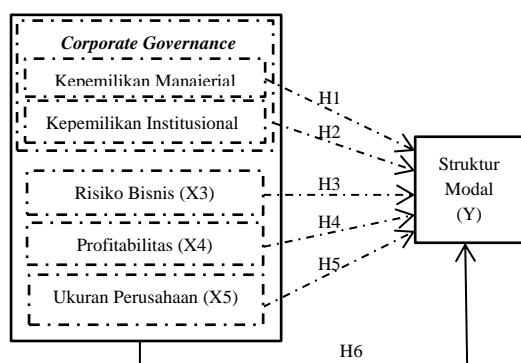 Corporate Governance
Kepemilikan Manajerial
H1
Kepemilikan Institusional
H2
Risiko Bisnis (X3)
H3
Profitabilitas (X4)
H4
Ukuran Perusahaan (X5)
H5
Struktur
Modal
(Y)
H6